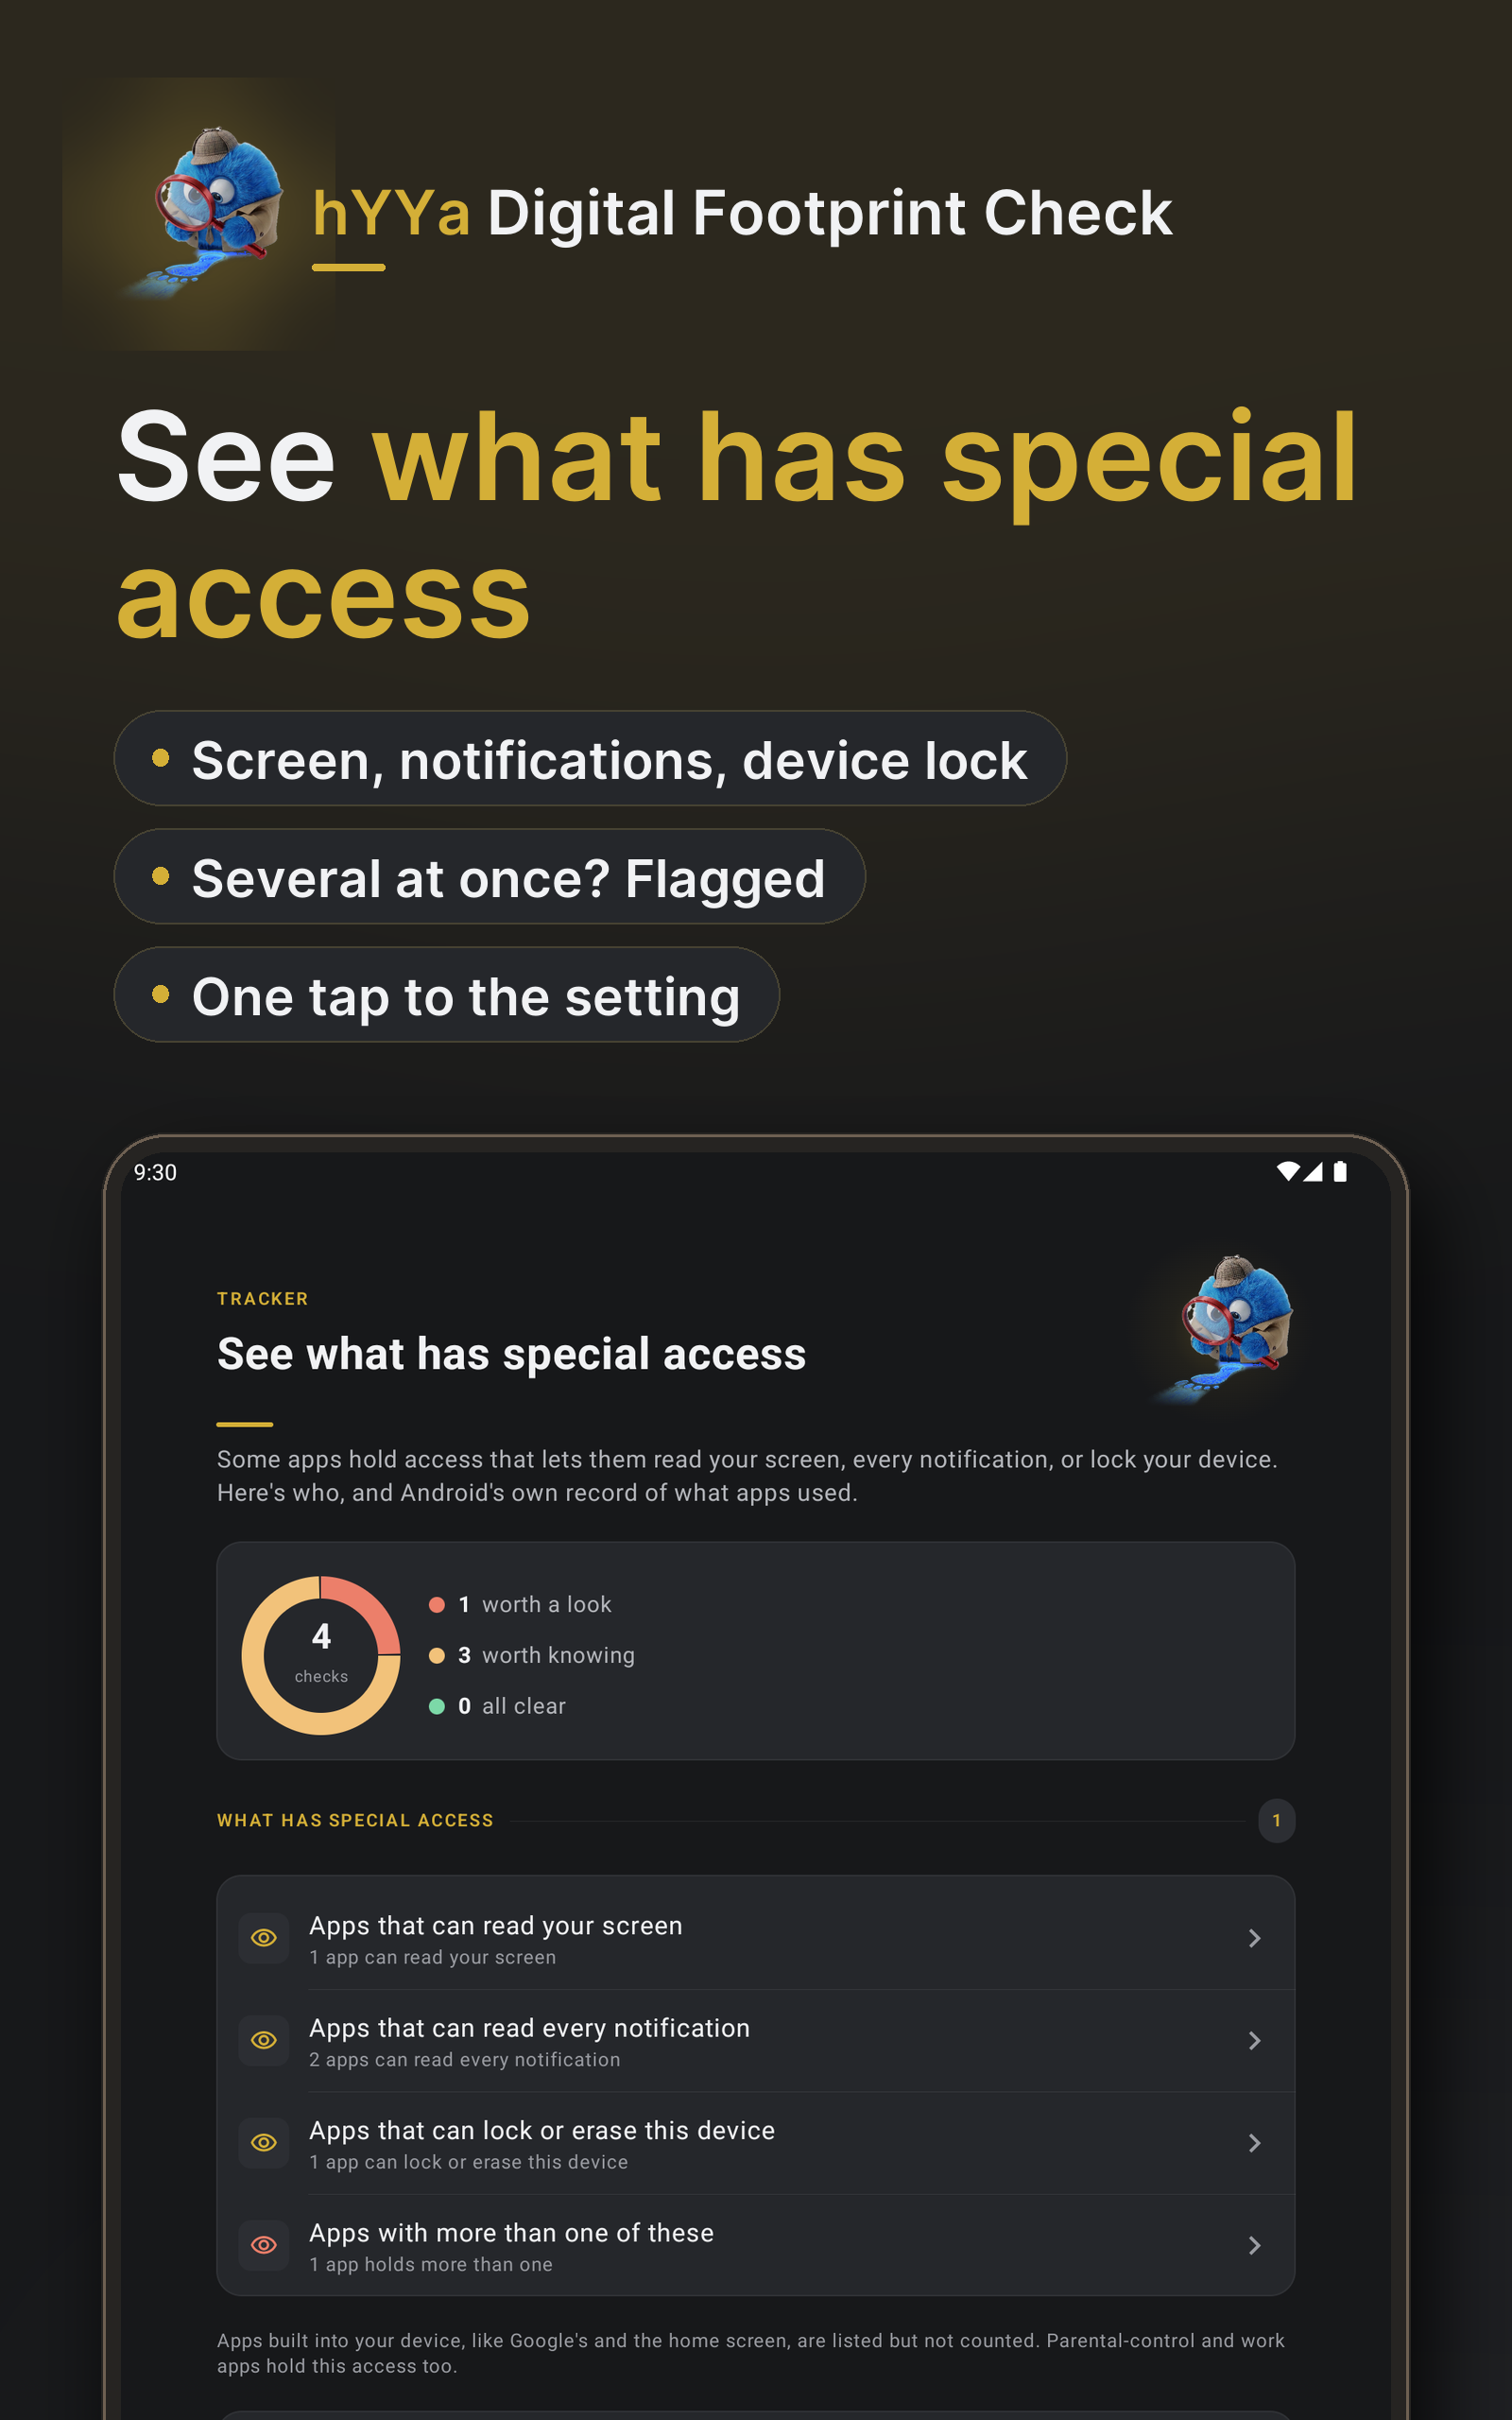 hYYa Digital Footprint Check
See what has special
access
Screen, notifications, device lock
Several at once? Flagged
One tap to the setting
9:30
TRACKER
See what has special access
Some apps hold access that lets them read your screen, every notification, or lock your device.
Here's who, and Android's own record of what apps used.
4
checks
1 worth a look
3 worth knowing
0 all clear
WHAT HAS SPECIAL ACCESS
1
Apps that can read your screen
1 app can read your screen
Apps that can read every notification
2 apps can read every notification
Apps that can lock or erase this device
1 app can lock or erase this device
Apps with more than one of these
1 app holds more than one
Apps built into your device, like Google's and the home screen, are listed but not counted. Parental-control and work
apps hold this access too.